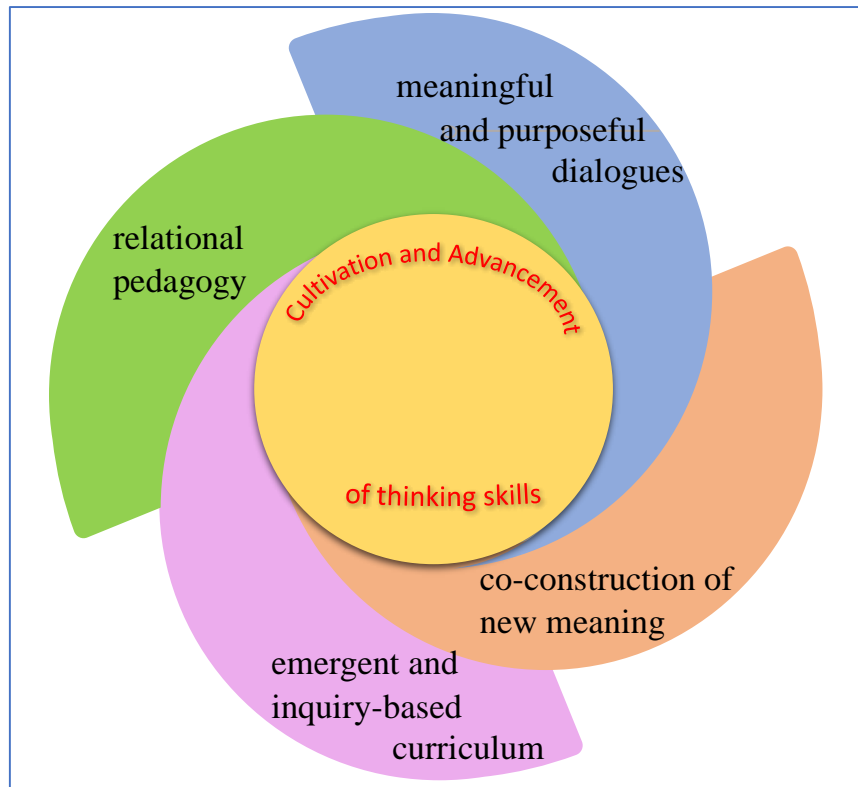 meaningful
and purposeful
dialogues
relational
pedagogy
Cultivation and Advancement
of thinking skills
co-construction of
new meaning
emergent and
inquiry-based
curriculum